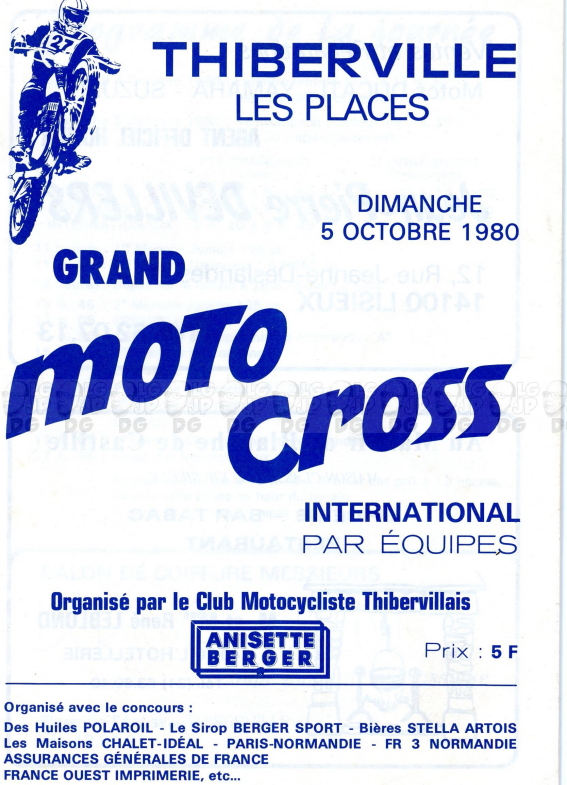 127
THIBERVILLE
LES PLACES
DIMANCHE
5 OCTOBRE 1980
GRAND
moTo
Cross
INTERNATIONAL
PAR ÉQUIPES
Organisé par le Club Motocycliste Thibervillais
ANISETTE
BERGER
Prix : 5 F
Organisé avec le concours :
Des Huiles POLAROIL - Le Sirop BERGER SPORT - Bières STELLA ARTOIS
Les Maisons CHALET-IDÉAL - PARIS-NORMANDIE - FR 3 NORMANDIE
ASSURANCES GÉNÉRALES DE FRANCE
FRANCE OUEST IMPRIMERIE, etc...